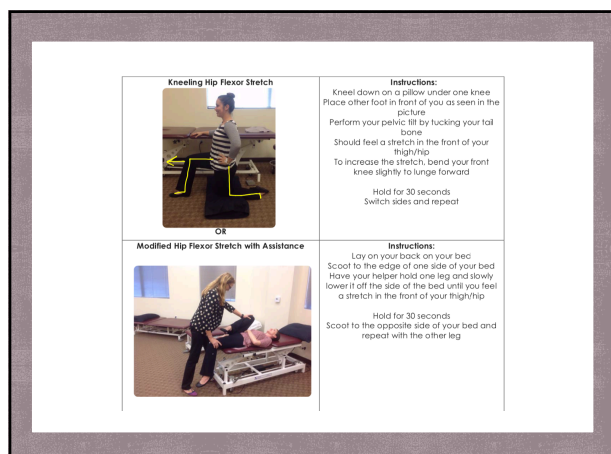 Kneeling Hip Flexor Stretch
OR
Instructions:
Kneel down on a pillow under one knee
Place other foot in front of you as seen in the
picture
Perform your pelvic tilt by tucking your tail
bone
Should feel a stretch in the front of your
thigh/hip
To increase the stretch, bend your front
knee slightly to lunge forward
Hold for 30 seconds
Switch sides and repeat
Modified Hip Flexor Stretch with Assistance
Instructions:
Lay on your back on your bed
Scoot to the edge of one side of your bed
Have your helper hold one leg and slowly
lower it off the side of the bed until you feel
a stretch in the front of your thigh/hip
Hold for 30 seconds
Scoot to the opposite side of your bed and
repeat with the other leg